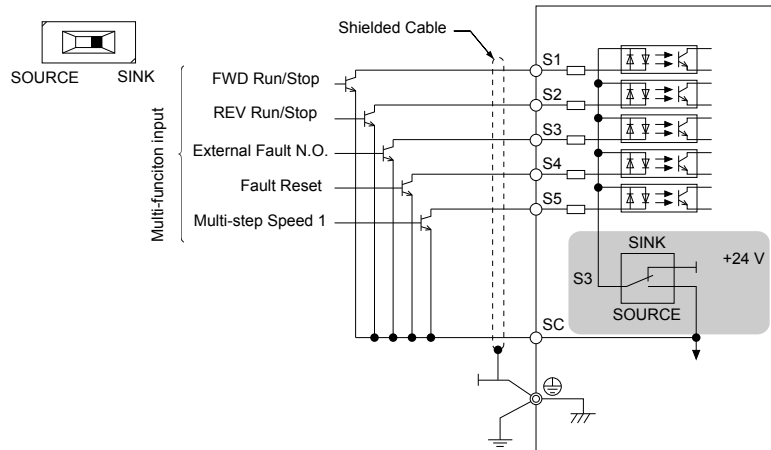 Shielded Cable
SOURCE SINK
Multi-funciton input
FWD Run/Stop
REV Run/Stop
External Fault N.O.
Fault Reset
Multi-step Speed 1
S1
S2
S3
S4
S5
SINK
+24 V
S3
SOURCE
SC